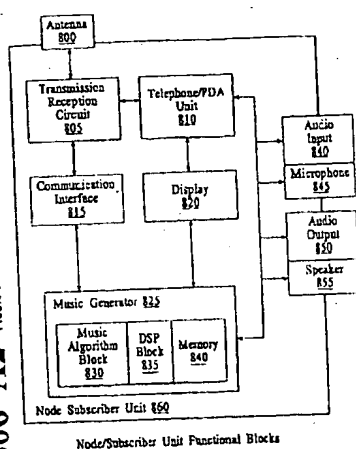 Antenna
800
Transmission
Reception
Circuit
805
Telephone/PDA
Unit
810
Audio
Input
840
Microphone
845
Communication
Interface
815
Display
820
Audio
Output
850
Speaker
855
Music Generator 825
Music
Algorithm
Block
830
DSP
Block
835
Memory
840
Node Subscriber Unit 860
Node/Subscriber Unit Functional Blocks